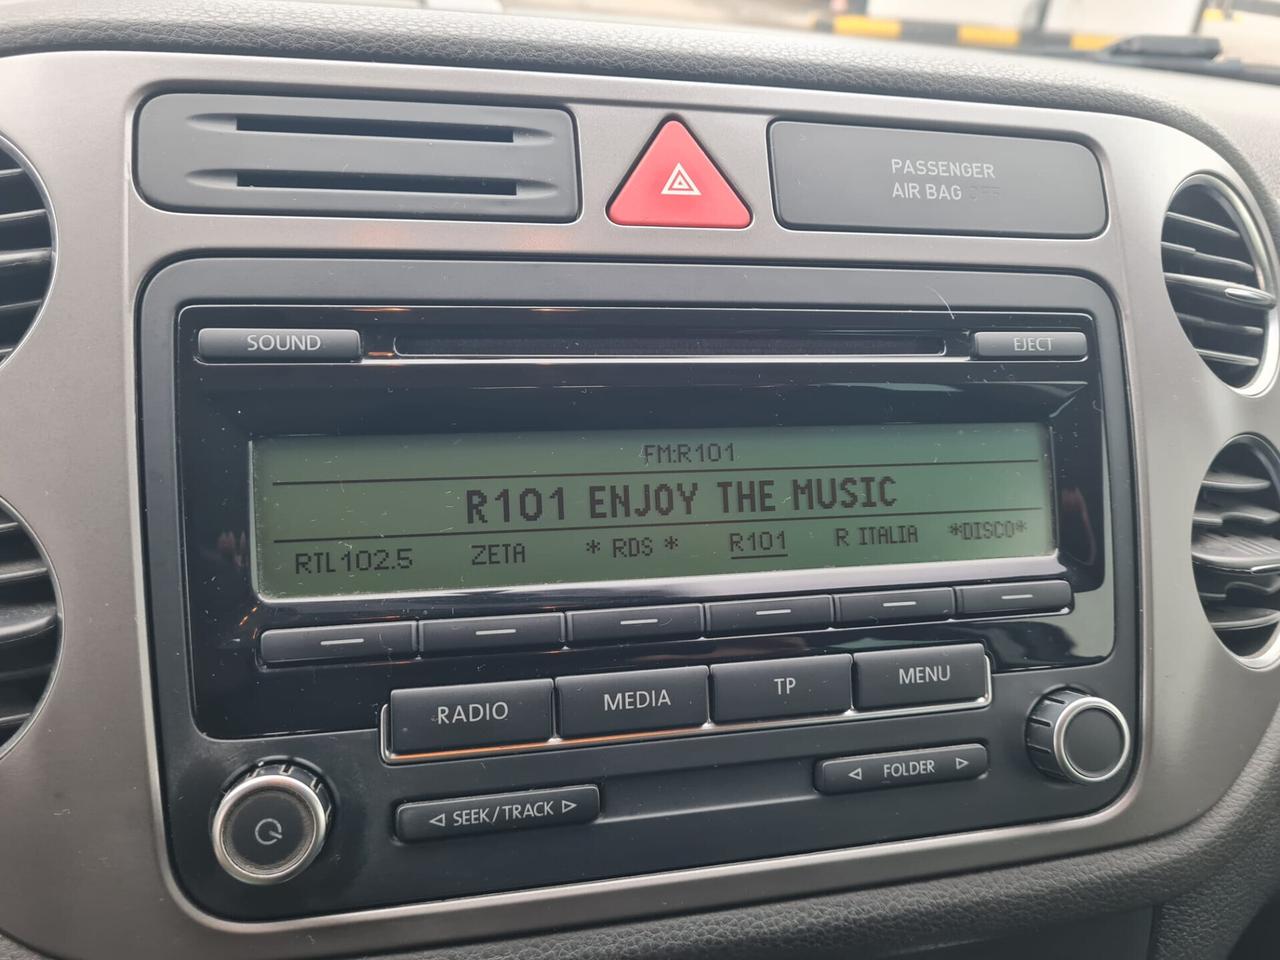 PASSENGER
AIR BAG OFF
SOUND
EJECT
FM:R101
R101 ENJOY THE MUSIC
RTL102.5 ZETA * RDS * R101 R ITALIA *DISCO*
RADIO MEDIA TP MENU
SEEK/TRACK
FOLDER